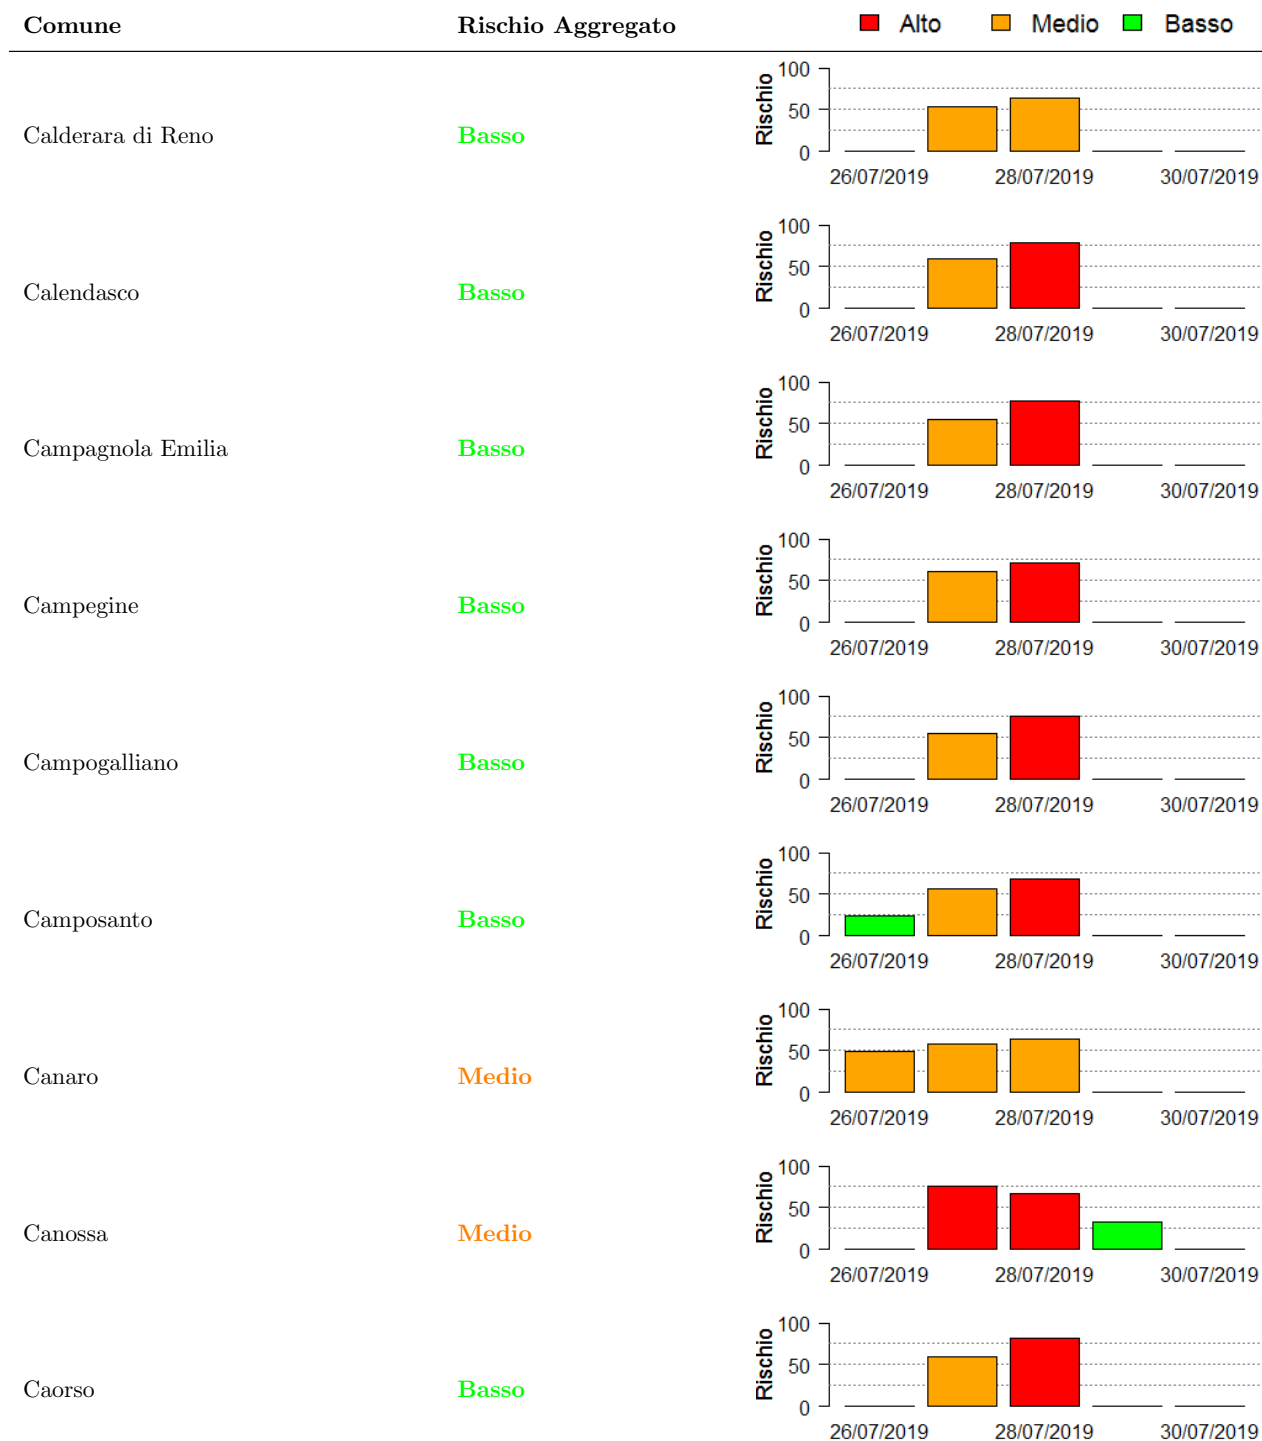 Comune Rischio Aggregato Alto Medio Basso
100
50
0
Rischio
Calderara di Reno Basso
26/07/2019 28/07/2019 30/07/2019
100
50
0
Rischio
Calendasco Basso
26/07/2019 28/07/2019 30/07/2019
100
50
0
Rischio
Campagnola Emilia Basso
26/07/2019 28/07/2019 30/07/2019
100
50
0
Rischio
Campegine Basso
26/07/2019 28/07/2019 30/07/2019
100
50
0
Rischio
Campogalliano Basso
26/07/2019 28/07/2019 30/07/2019
100
50
0
Rischio
Camposanto Basso
26/07/2019 28/07/2019 30/07/2019
100
50
0
Rischio
Canaro Medio
26/07/2019 28/07/2019 30/07/2019
100
50
0
Rischio
Canossa Medio
26/07/2019 28/07/2019 30/07/2019
100
50
0
Rischio
Caorso Basso
26/07/2019 28/07/2019 30/07/2019